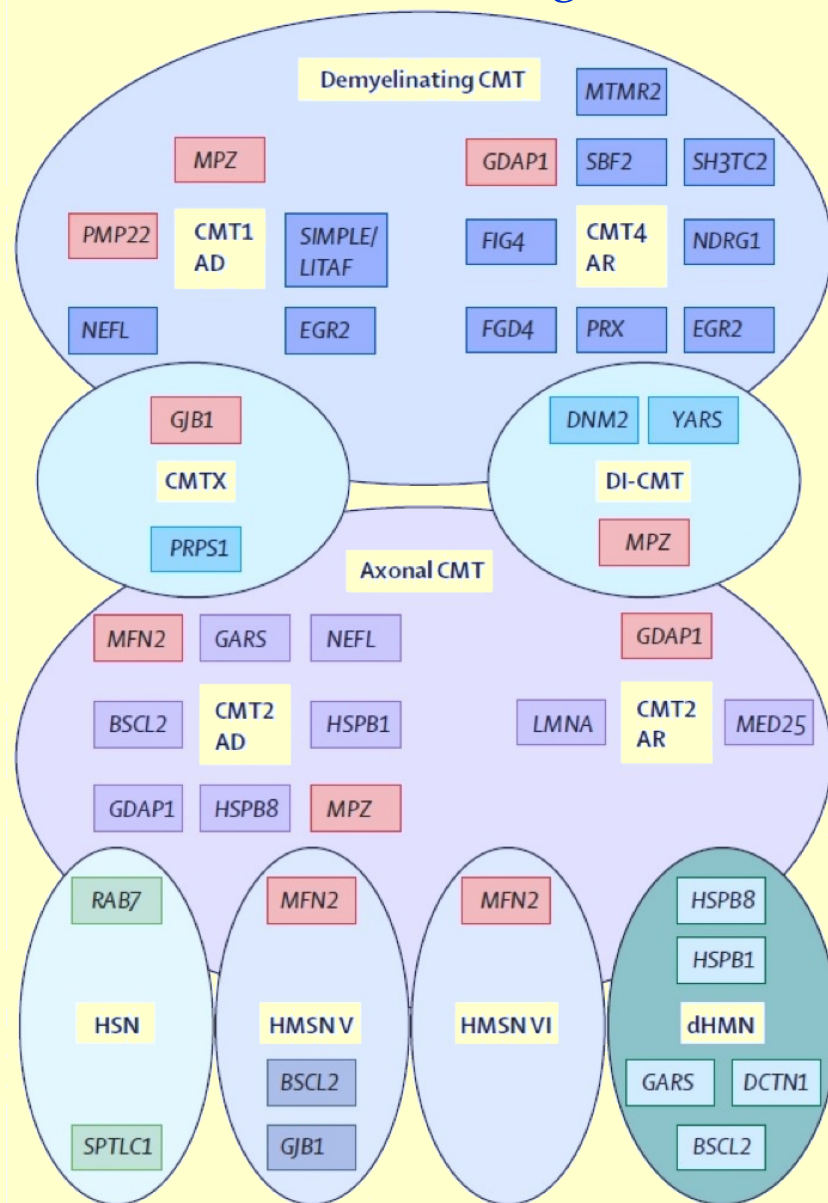 Demyelinating CMT
MTMR2
MPZ
GDAP1
SBF2
SH3TC2
PMP22
CMT1
AD
SIMPLE/
LITAF
FIG4
CMT4
AR
NDRG1
NEFL
EGR2
FGD4
PRX
EGR2
GJB1
CMTX
PRPS1
DNM2
YARS
DI-CMT
MPZ
Axonal CMT
MFN2
GARS
NEFL
BSCL2
CMT2
AD
HSPB1
GDAP1
HSPB8
MPZ
GDAP1
LMNA
CMT2
AR
MED25
RAB7
HSN
SPTLC1
MFN2
HMSN V
BSCL2
GJB1
MFN2
HMSN VI
HSPB8
HSPB1
dHMN
GARS
DCTN1
BSCL2